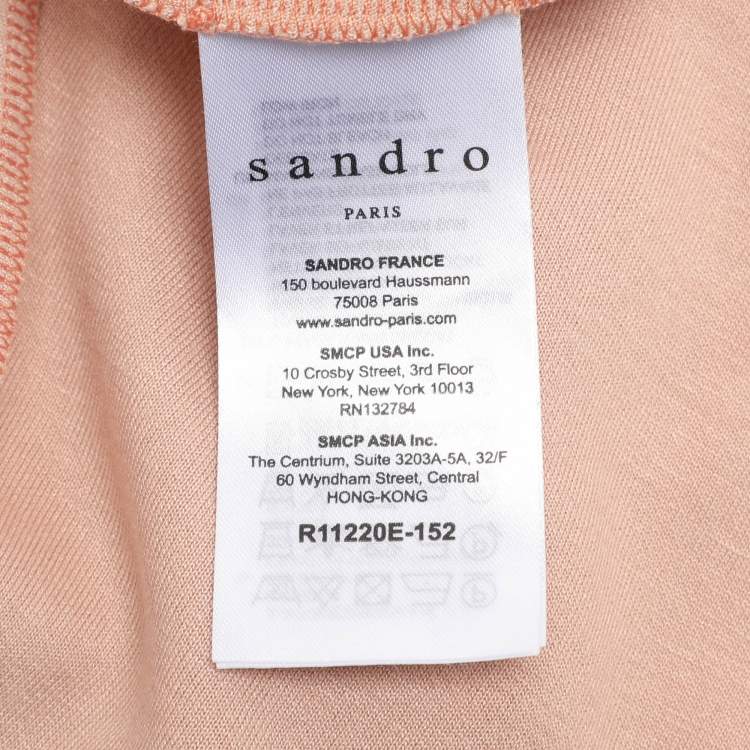 sandro
PARIS
SANDRO FRANCE
150 boulevard Haussmann
75008 Paris
www.sandro-paris.com
SMCP USA Inc.
10 Crosby Street, 3rd Floor
New York, New York 10013
RN132784
SMCP ASIA Inc.
The Centrium, Suite 3203A-5A, 32/F
60 Wyndham Street, Central
HONG-KONG
R11220E-152